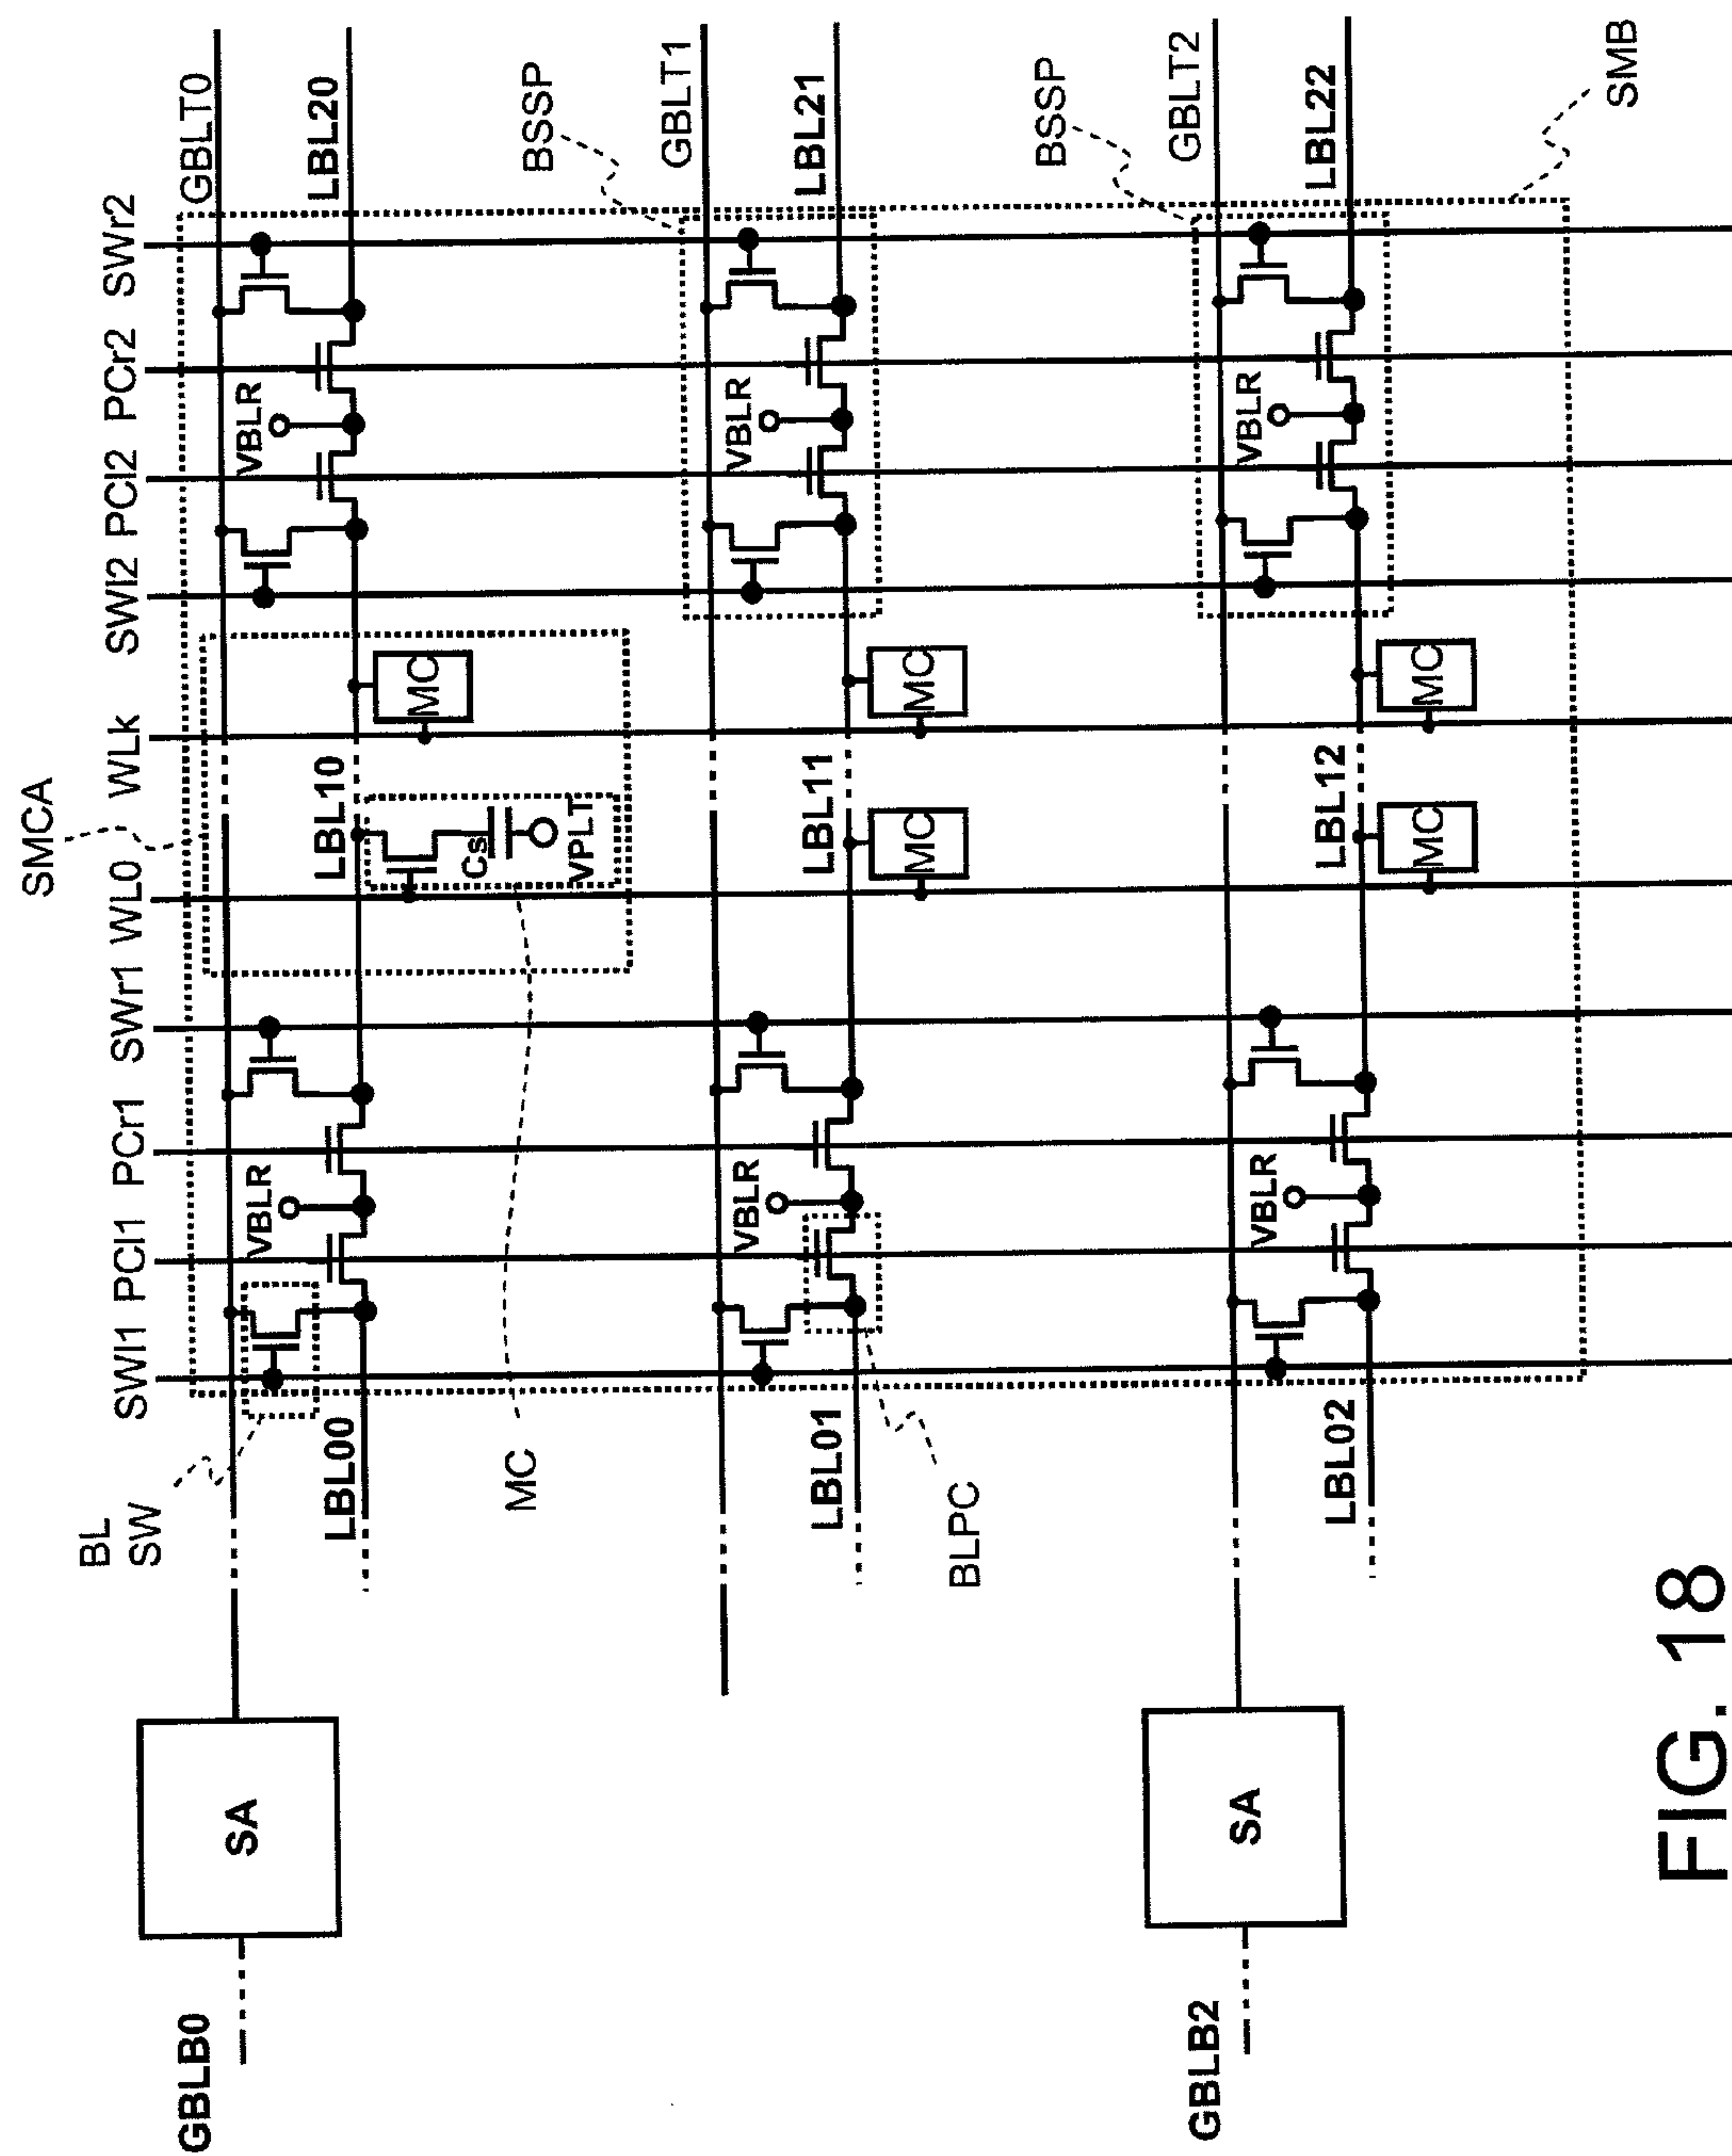 SMCA
SWl1 PCl1 PCr1 SWr1 WL0 WLk SWl2 PCl2 PCr2 SWr2
GBLT0
BL
SW
VBLR
VBLR
GBLB0
SA
LBL00
LBL10
LBL20
Cs
VPLT
MC
MC
BSSP
GBLT1
VBLR
VBLR
LBL01
LBL11
LBL21
MC
MC
BLPC
BSSP
GBLT2
VBLR
VBLR
GBLB2
SA
LBL02
LBL12
LBL22
MC
MC
SMB
FIG. 18